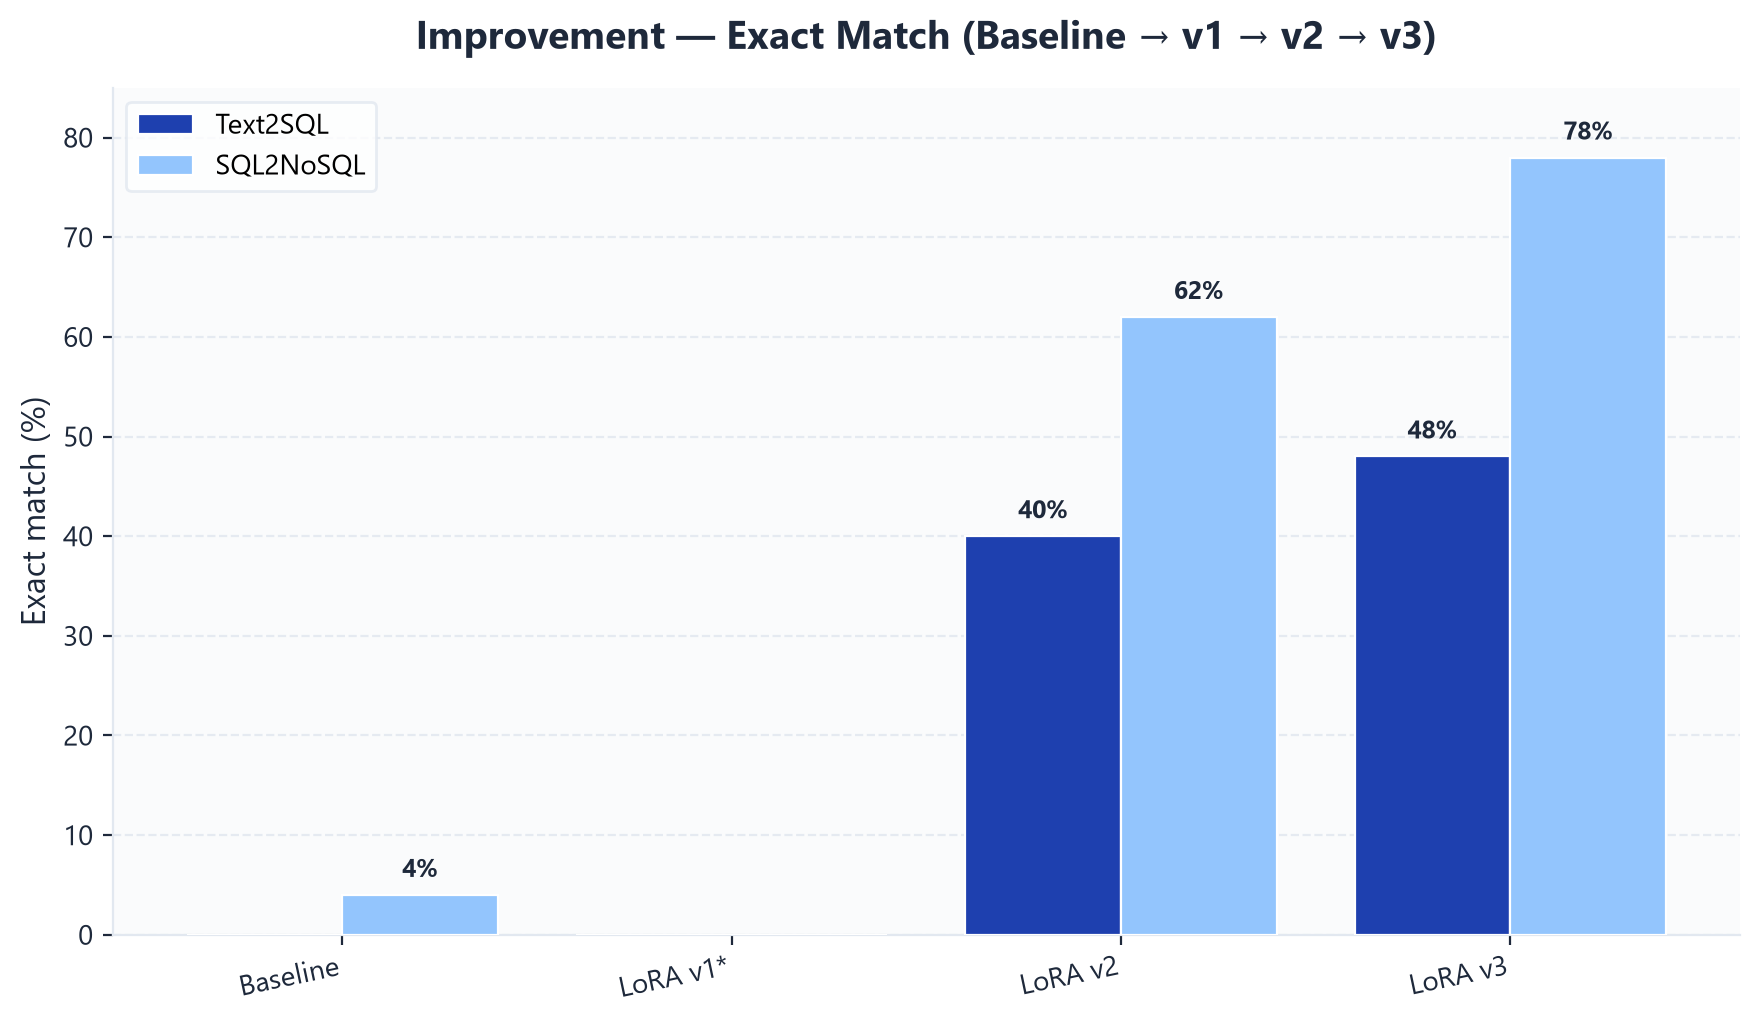 Improvement — Exact Match (Baseline → v1 → v2 → v3)
Text2SQL
SQL2NoSQL
Exact match (%)
80
70
60
50
40
30
20
10
0
4%
40%
62%
48%
78%
Baseline
LoRA v1*
LoRA v2
LoRA v3